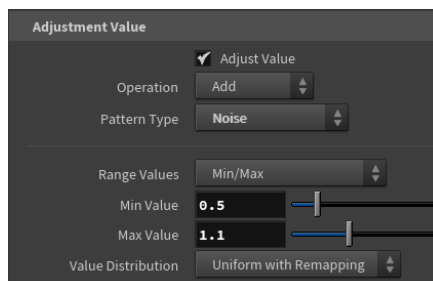 Adjustment Value
Adjust Value
Operation Add
Pattern Type Noise
Range Values Min/Max
Min Value 0.5
Max Value 1.1
Value Distribution Uniform with Remapping